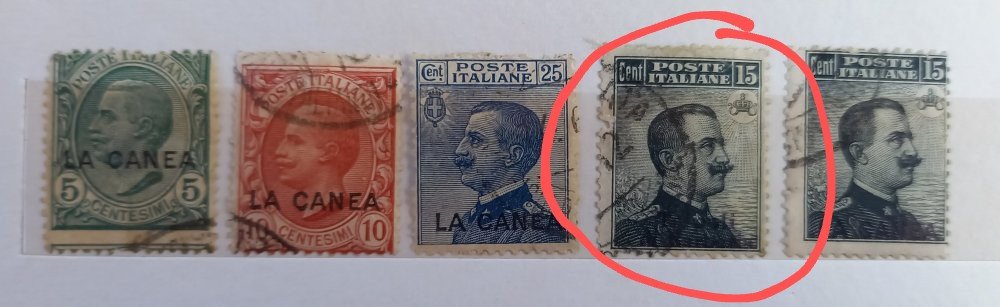 POSTE ITALIANE
LA CANEA
5 5
CENTESIMI
POSTE ITALIANE
LA CANEA
10 10
CENTESIMI
Cent POSTE ITALIANE 25
LA CANEA
Cent POSTE ITALIANE 15
Cent POSTE ITALIANE 15